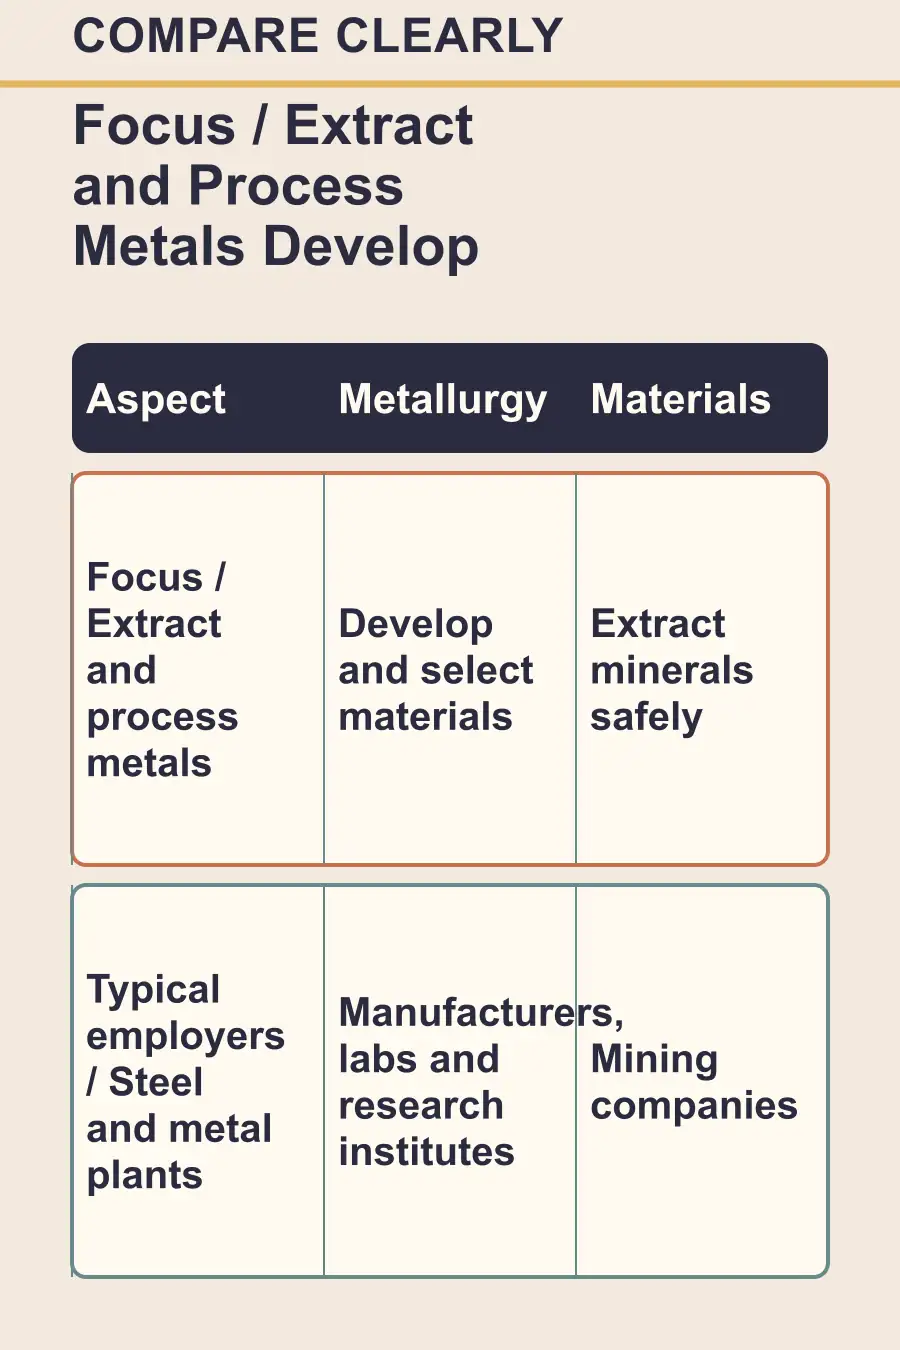 COMPARE CLEARLY
Focus / Extract
and Process
Metals Develop
Aspect
Metallurgy
Materials
Focus /
Extract
and
process
metals
Develop
and select
materials
Extract
minerals
safely
Typical
employers
/ Steel
and metal
plants
Manufacturers,
labs and
research
institutes
Mining
companies